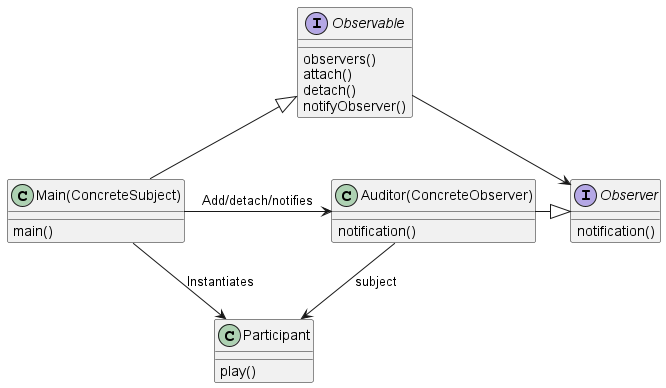 I Observable
observers()
attach()
detach()
notifyObserver()
C Main(ConcreteSubject)
main()
Add/detach/notifies
C Auditor(ConcreteObserver)
notification()
I Observer
notification()
Instantiates
subject
C Participant
play()